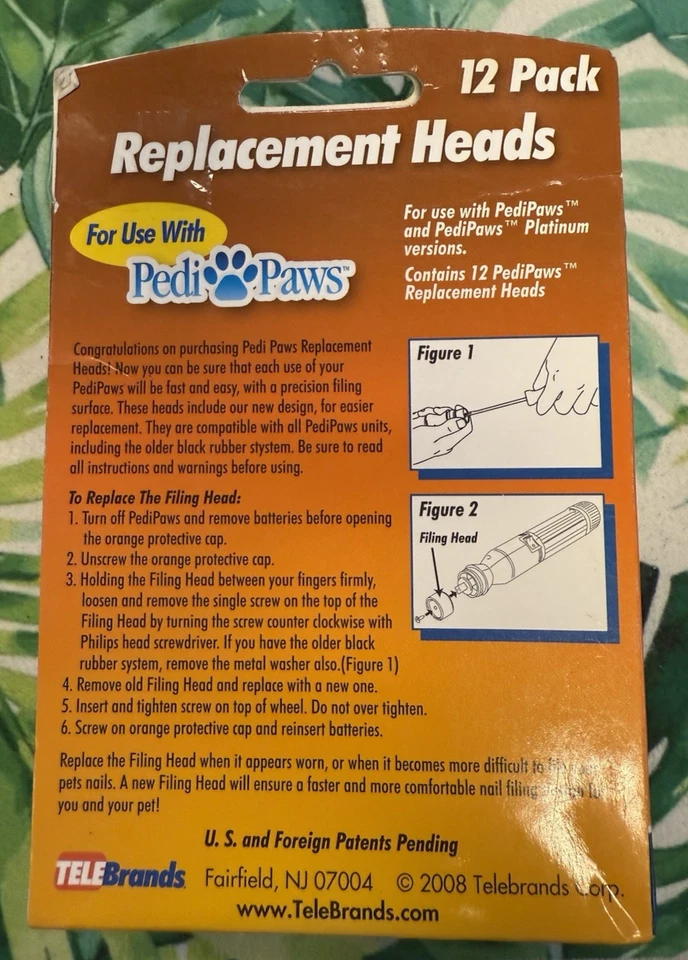 12 Pack
Replacement Heads
For Use With
Pedi Paws™
For use with PediPaws™
and PediPaws™ Platinum
versions.
Contains 12 PediPaws™
Replacement Heads
Congratulations on purchasing Pedi Paws Replacement
Heads! Now you can be sure that each use of your
PediPaws will be fast and easy, with a precision filing
surface. These heads include our new design, for easier
replacement. They are compatible with all PediPaws units,
including the older black rubber stystem. Be sure to read
all instructions and warnings before using.
Figure 1
To Replace The Filing Head:
1. Turn off PediPaws and remove batteries before opening
the orange protective cap.
2. Unscrew the orange protective cap.
3. Holding the Filing Head between your fingers firmly,
loosen and remove the single screw on the top of the
Filing Head by turning the screw counter clockwise with
Philips head screwdriver. If you have the older black
rubber system, remove the metal washer also.(Figure 1)
4. Remove old Filing Head and replace with a new one.
5. Insert and tighten screw on top of wheel. Do not over tighten.
6. Screw on orange protective cap and reinsert batteries.
Figure 2
Filing Head
Replace the Filing Head when it appears worn, or when it becomes more difficult to
pets nails. A new Filing Head will ensure a faster and more comfortable nail filing
you and your pet!
U. S. and Foreign Patents Pending
TELEBrands Fairfield, NJ 07004 © 2008 Telebrands Corp.
www.TeleBrands.com